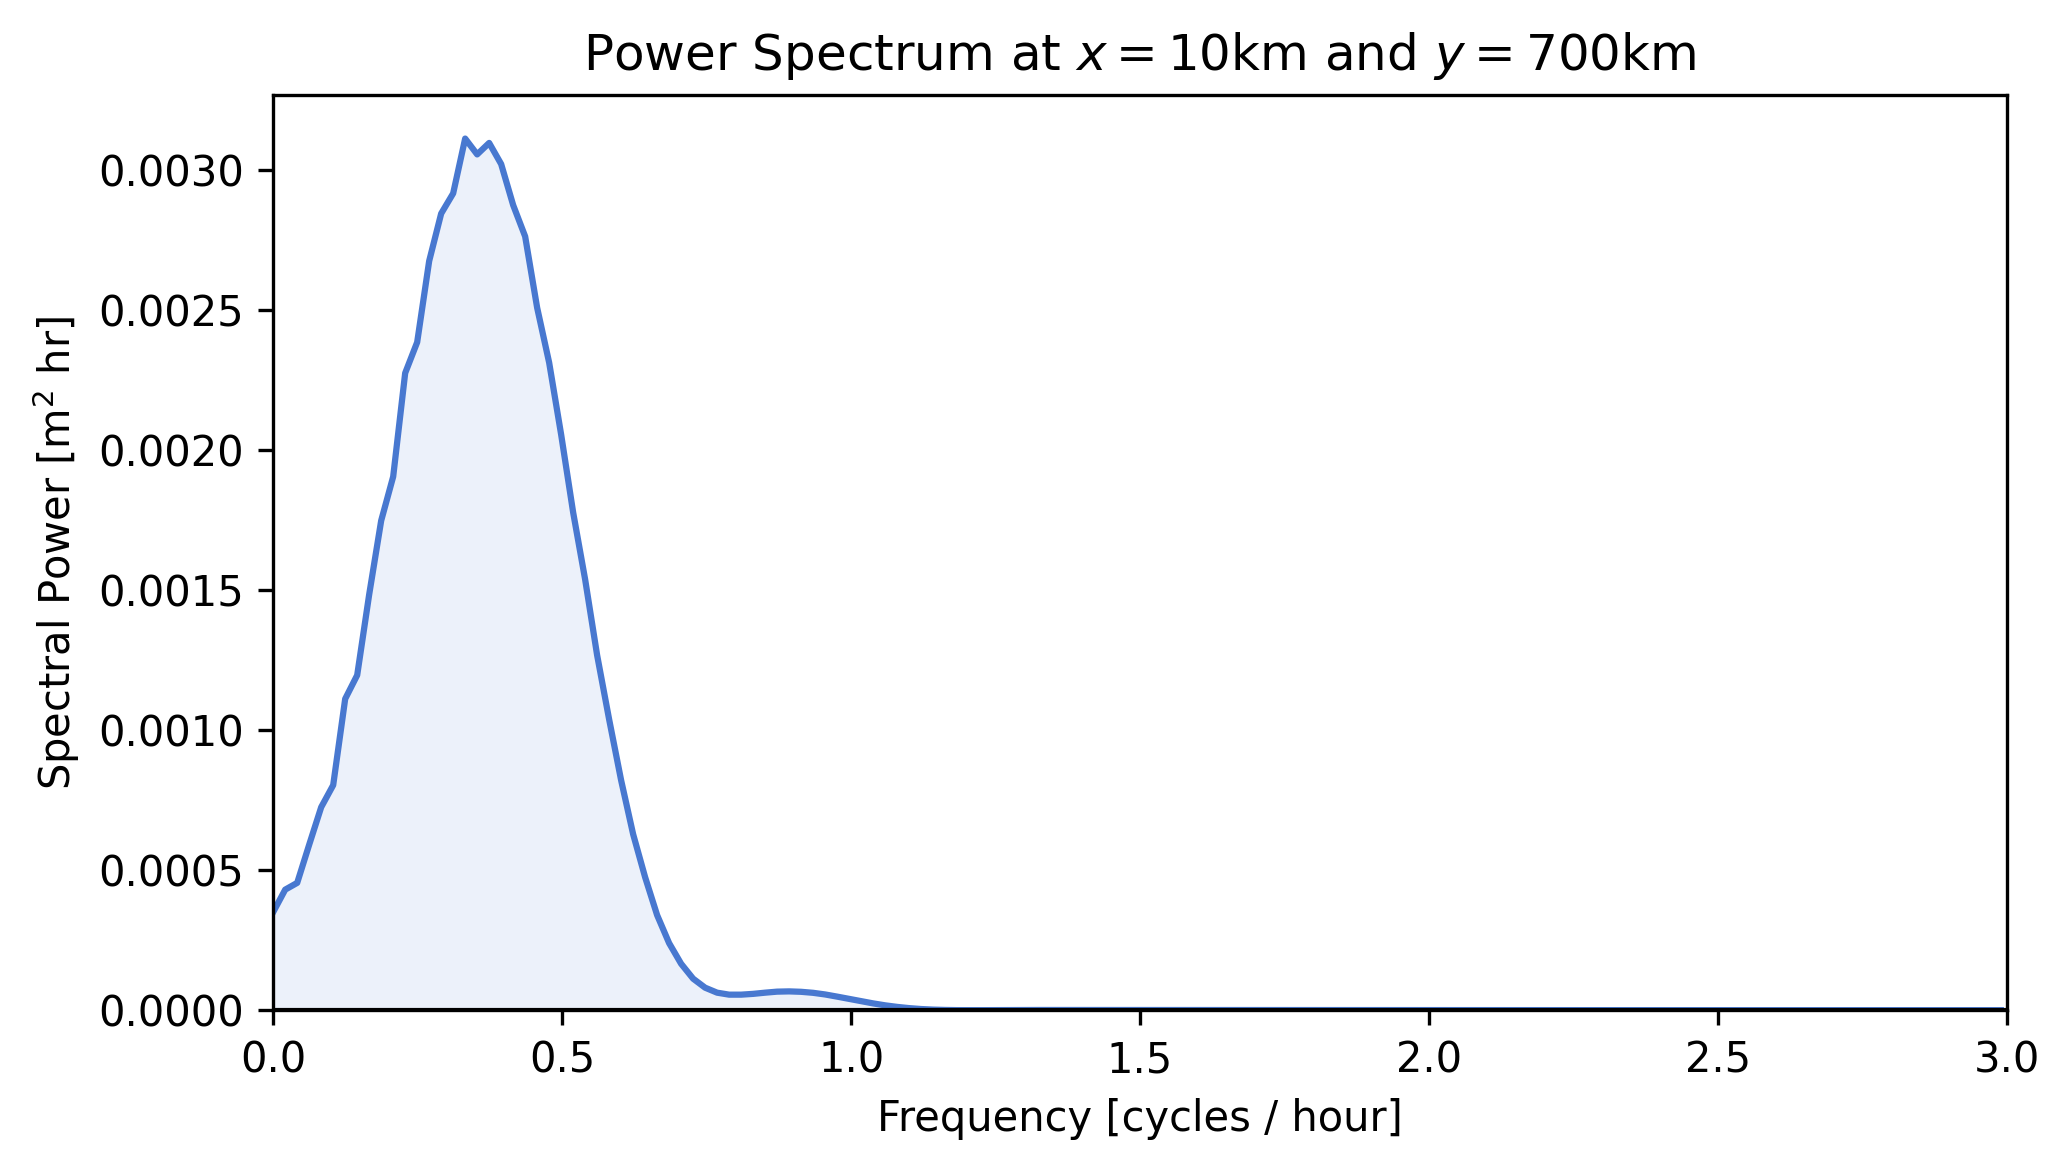 Power Spectrum at x = 10km and y = 700km
Spectral Power [m² hr]
0.0030
0.0025
0.0020
0.0015
0.0010
0.0005
0.0000
0.0 0.5 1.0 1.5 2.0 2.5 3.0
Frequency [cycles / hour]